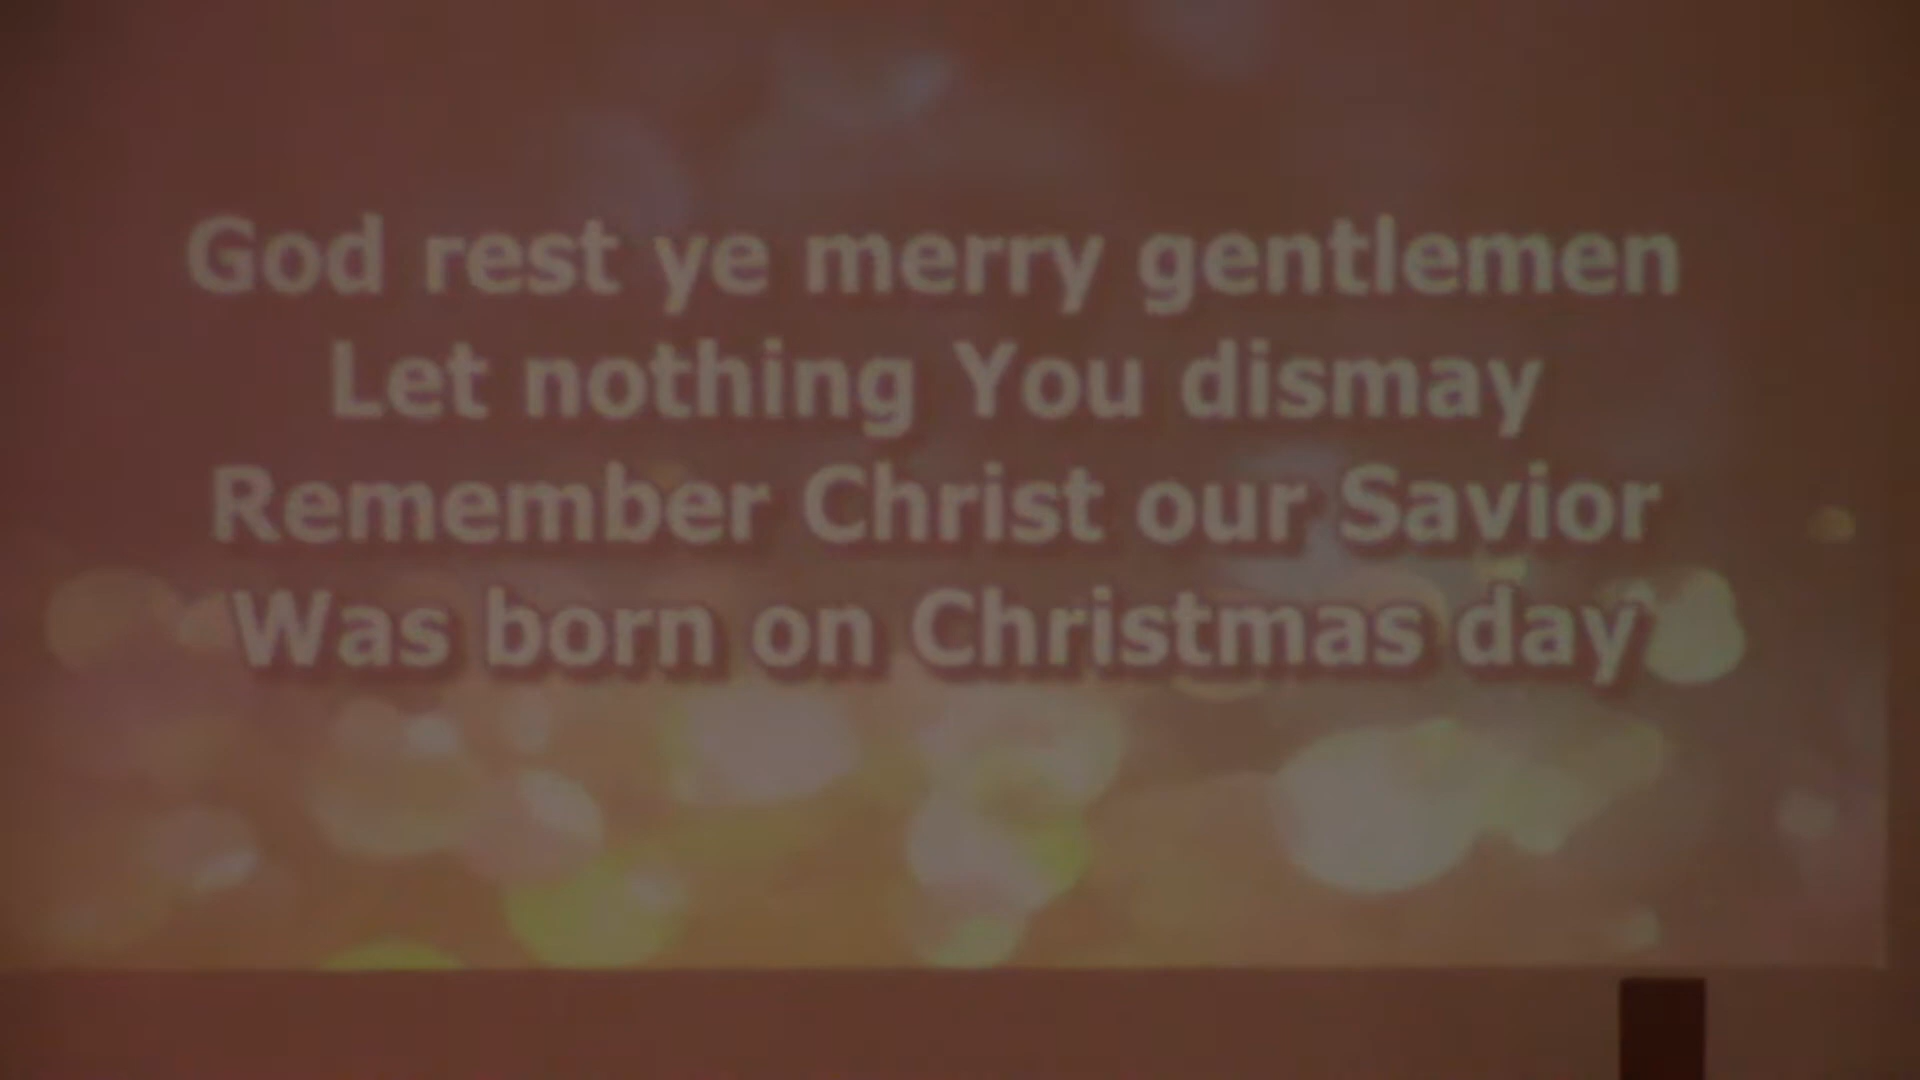 God rest ye merry gentlemen
Let nothing You dismay
Remember Christ our Savior
Was born on Christmas day